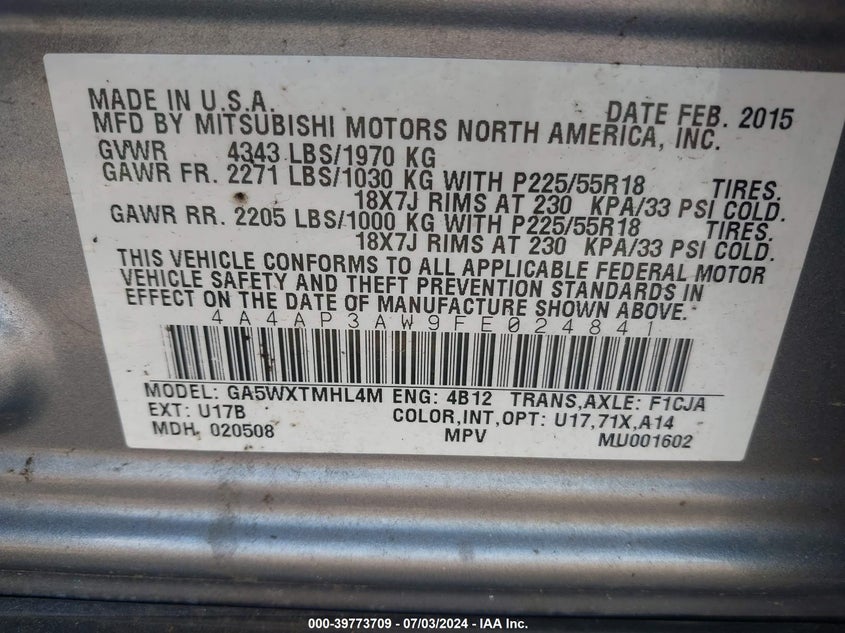 MADE IN U.S.A. DATE FEB. 2015
MFD BY MITSUBISHI MOTORS NORTH AMERICA, INC.
GVWR 4343 LBS/1970 KG
GAWR FR. 2271 LBS/1030 KG WITH P225/55R18 TIRES.
18X7J RIMS AT 230 KPA/33 PSI COLD.
GAWR RR. 2205 LBS/1000 KG WITH P225/55R18 TIRES.
18X7J RIMS AT 230 KPA/33 PSI COLD.
THIS VEHICLE CONFORMS TO ALL APPLICABLE FEDERAL MOTOR
VEHICLE SAFETY AND THEFT PREVENTION STANDARDS IN
EFFECT ON THE DATE OF MANUFACTURE SHOWN ABOVE.
4A4AP3AW9FE024841
MODEL: GA5WXTMHL4M ENG: 4B12 TRANS,AXLE: F1CJA
EXT: U17B COLOR,INT,OPT: U17,71X,A14
MDH 020508 MPV MU001602
000-39773709 - 07/03/2024 - IAA Inc.